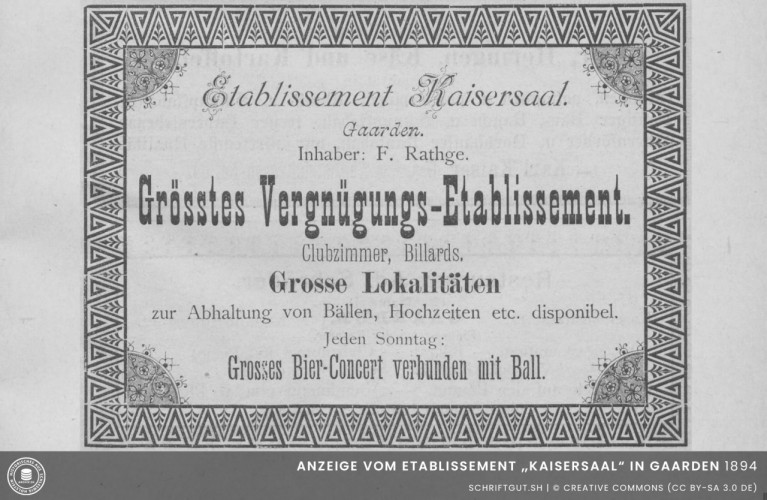 Etablissement Kaisersaal.
Gaarden.
Inhaber: F. Rathge.
Grösstes Vergnügungs-Etablissement.
Clubzimmer, Billards.
Grosse Lokalitäten
zur Abhaltung von Bällen, Hochzeiten etc. disponibel.
Jeden Sonntag:
Grosses Bier-Concert verbunden mit Ball.
ANZEIGE VOM ETABLISSEMENT „KAISERSAAL“ IN GAARDEN 1894
SCHRIFTGUT.SH | © CREATIVE COMMONS (CC BY-SA 3.0 DE)